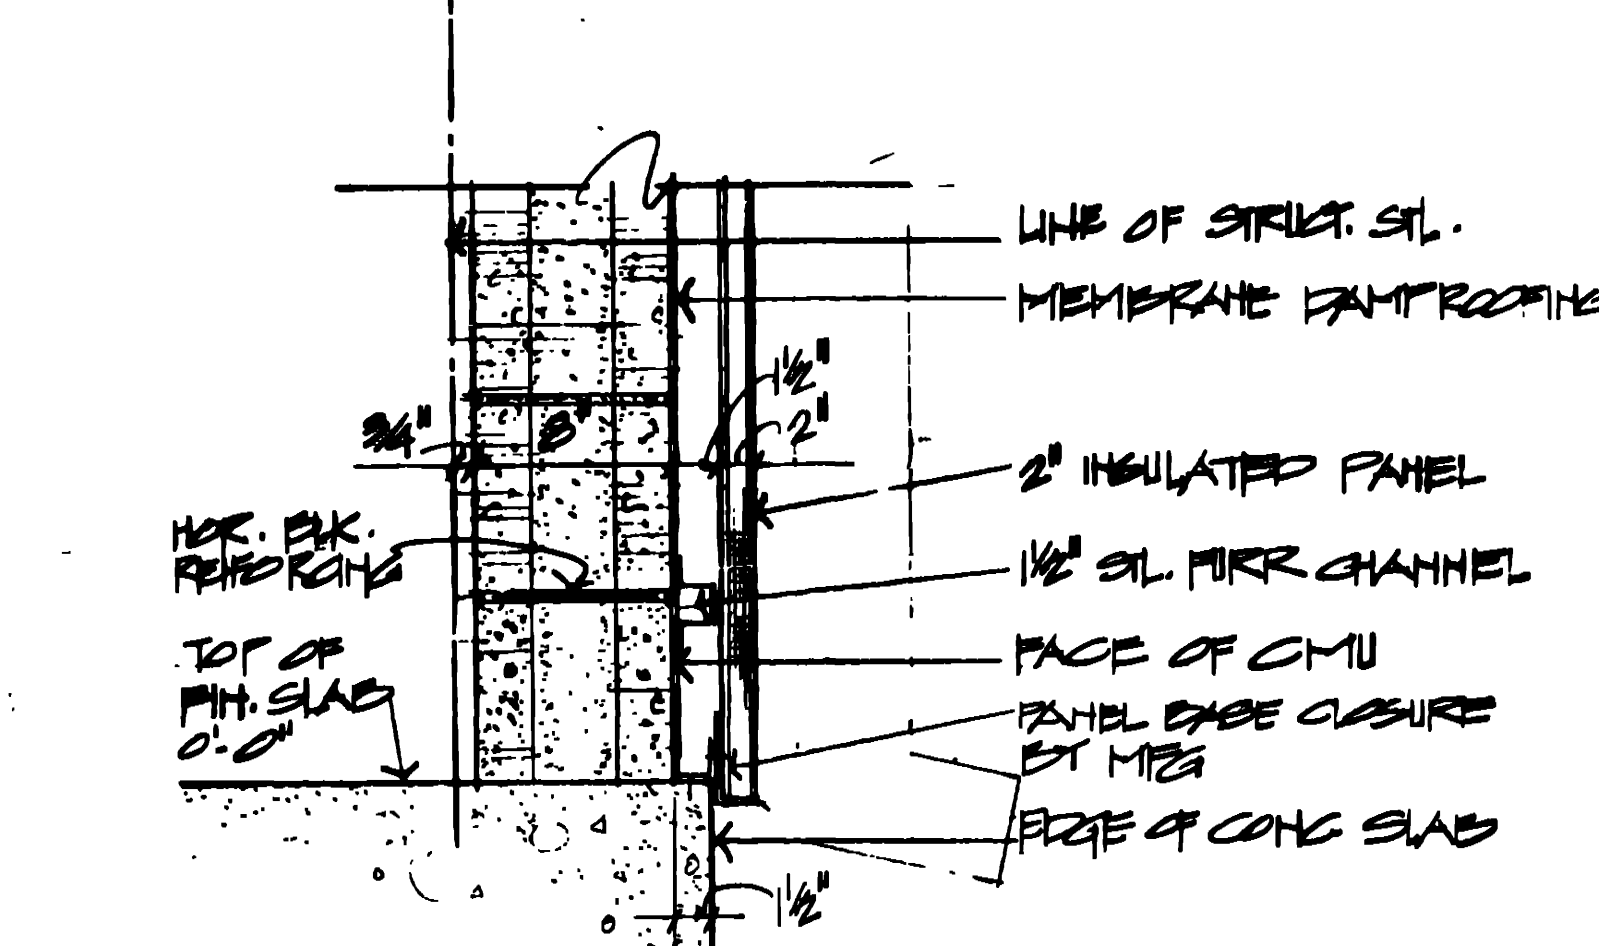 LINE OF STRUCT. STL.
MEMBRANE DAMPROOFING
1½"
3/4"
8"
2"
2" INSULATED PANEL
HOR. BLK.
REINFORCING
1½" STL. FURR CHANNEL
TOP OF
FIN. SLAB
0'-0"
FACE OF CMU
PANEL BASE CLOSURE
BY MFG
EDGE OF CONC SLAB
1½"